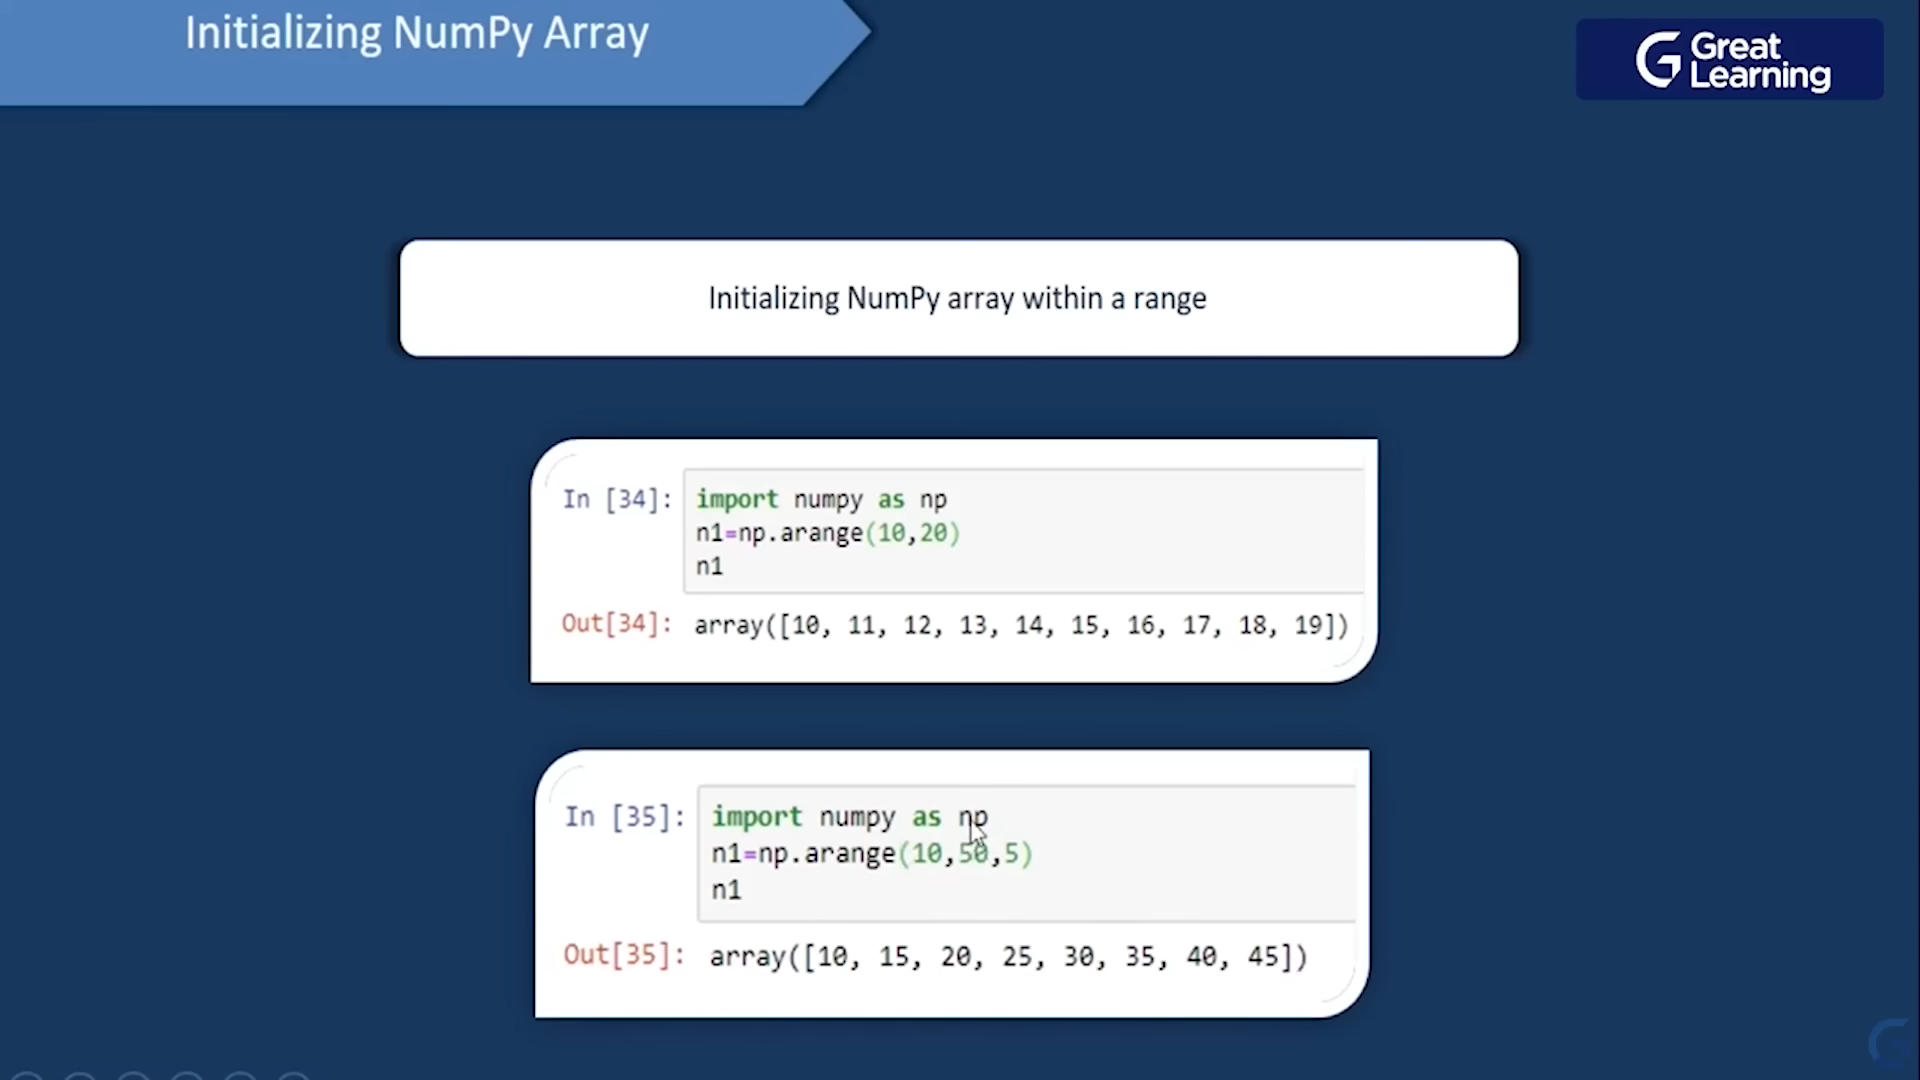 Initializing NumPy Array
Great
Learning
Initializing NumPy array within a range
In [34]: import numpy as np
n1=np.arange(10,20)
n1
Out[34]: array([10, 11, 12, 13, 14, 15, 16, 17, 18, 19])
In [35]: import numpy as np
n1=np.arange(10,50,5)
n1
Out[35]: array([10, 15, 20, 25, 30, 35, 40, 45])